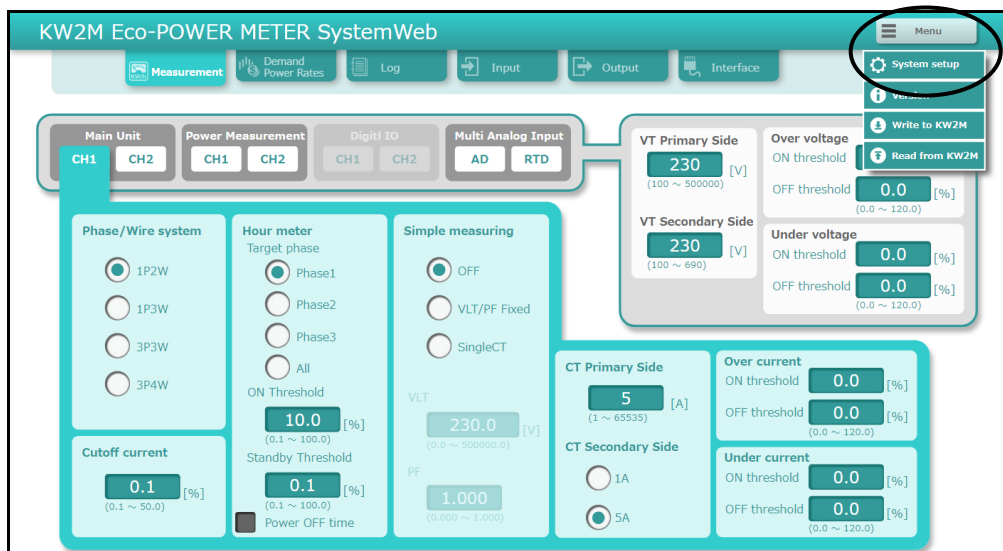 KW2M Eco-POWER METER SystemWeb
Menu
Measurement
Demand
Power Rates
Log
Input
Output
Interface
System setup
Version
Write to KW2M
Read from KW2M
Main Unit
CH1 CH2
Power Measurement
CH1 CH2
Digitl IO
CH1 CH2
Multi Analog Input
AD RTD
VT Primary Side
230 [V]
(100 ~ 500000)
VT Secondary Side
230 [V]
(100 ~ 690)
Over voltage
ON threshold
OFF threshold 0.0 [%]
(0.0 ~ 120.0)
Under voltage
ON threshold 0.0 [%]
OFF threshold 0.0 [%]
(0.0 ~ 120.0)
Phase/Wire system
1P2W
1P3W
3P3W
3P4W
Cutoff current
0.1 [%]
(0.1 ~ 50.0)
Hour meter
Target phase
Phase1
Phase2
Phase3
All
ON Threshold
10.0 [%]
(0.1 ~ 100.0)
Standby Threshold
0.1 [%]
(0.1 ~ 100.0)
Power OFF time
Simple measuring
OFF
VLT/PF Fixed
SingleCT
VLT
230.0 [V]
(0.0 ~ 500000.0)
PF
1.000
(0.000 ~ 1.000)
CT Primary Side
5 [A]
(1 ~ 65535)
CT Secondary Side
1A
5A
Over current
ON threshold 0.0 [%]
OFF threshold 0.0 [%]
(0.0 ~ 120.0)
Under current
ON threshold 0.0 [%]
OFF threshold 0.0 [%]
(0.0 ~ 120.0)